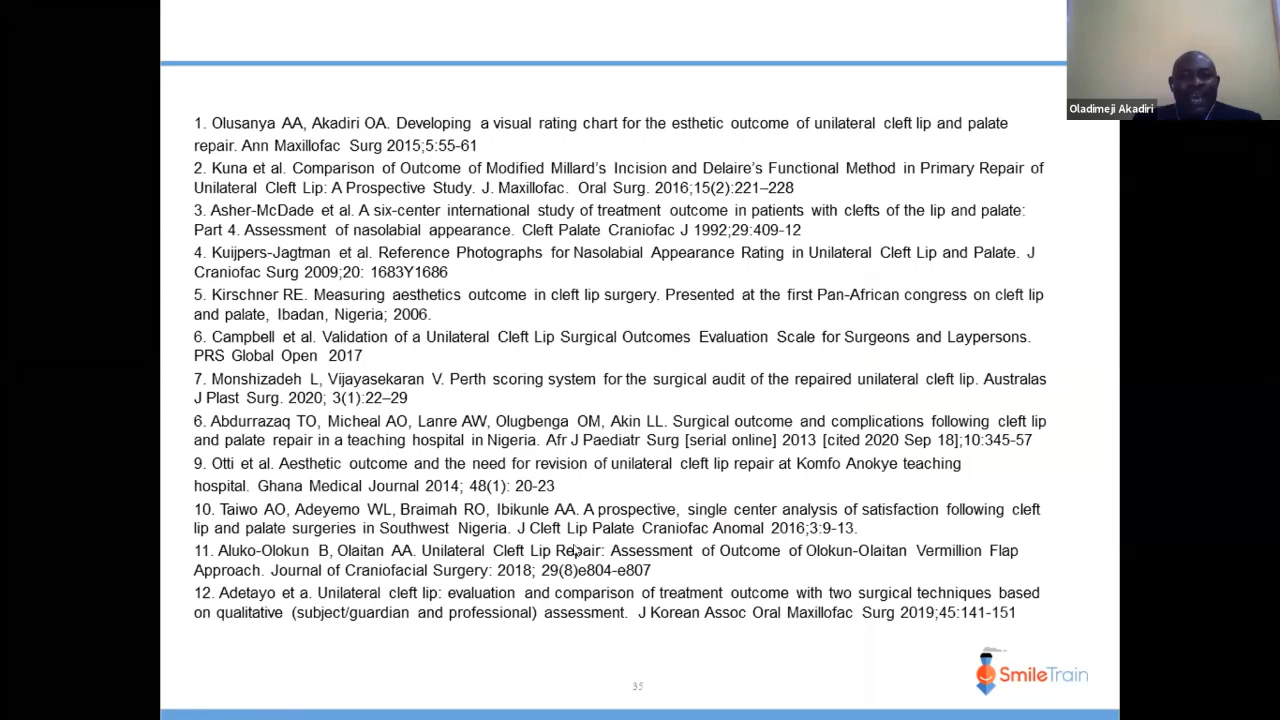 Oladimeji Akadiri
1. Olusanya AA, Akadiri OA. Developing a visual rating chart for the esthetic outcome of unilateral cleft lip and palate
repair. Ann Maxillofac Surg 2015;5:55-61
2. Kuna et al. Comparison of Outcome of Modified Millard's Incision and Delaire's Functional Method in Primary Repair of
Unilateral Cleft Lip: A Prospective Study. J. Maxillofac. Oral Surg. 2016;15(2):221–228
3. Asher-McDade et al. A six-center international study of treatment outcome in patients with clefts of the lip and palate:
Part 4. Assessment of nasolabial appearance. Cleft Palate Craniofac J 1992;29:409-12
4. Kuijpers-Jagtman et al. Reference Photographs for Nasolabial Appearance Rating in Unilateral Cleft Lip and Palate. J
Craniofac Surg 2009;20: 1683Y1686
5. Kirschner RE. Measuring aesthetics outcome in cleft lip surgery. Presented at the first Pan-African congress on cleft lip
and palate, Ibadan, Nigeria; 2006.
6. Campbell et al. Validation of a Unilateral Cleft Lip Surgical Outcomes Evaluation Scale for Surgeons and Laypersons.
PRS Global Open 2017
7. Monshizadeh L, Vijayasekaran V. Perth scoring system for the surgical audit of the repaired unilateral cleft lip. Australas
J Plast Surg. 2020; 3(1):22–29
6. Abdurrazaq TO, Micheal AO, Lanre AW, Olugbenga OM, Akin LL. Surgical outcome and complications following cleft lip
and palate repair in a teaching hospital in Nigeria. Afr J Paediatr Surg [serial online] 2013 [cited 2020 Sep 18];10:345-57
9. Otti et al. Aesthetic outcome and the need for revision of unilateral cleft lip repair at Komfo Anokye teaching
hospital. Ghana Medical Journal 2014; 48(1): 20-23
10. Taiwo AO, Adeyemo WL, Braimah RO, Ibikunle AA. A prospective, single center analysis of satisfaction following cleft
lip and palate surgeries in Southwest Nigeria. J Cleft Lip Palate Craniofac Anomal 2016;3:9-13.
11. Aluko-Olokun B, Olaitan AA. Unilateral Cleft Lip Repair: Assessment of Outcome of Olokun-Olaitan Vermillion Flap
Approach. Journal of Craniofacial Surgery: 2018; 29(8)e804-e807
12. Adetayo et a. Unilateral cleft lip: evaluation and comparison of treatment outcome with two surgical techniques based
on qualitative (subject/guardian and professional) assessment. J Korean Assoc Oral Maxillofac Surg 2019;45:141-151
SmileTrain
35